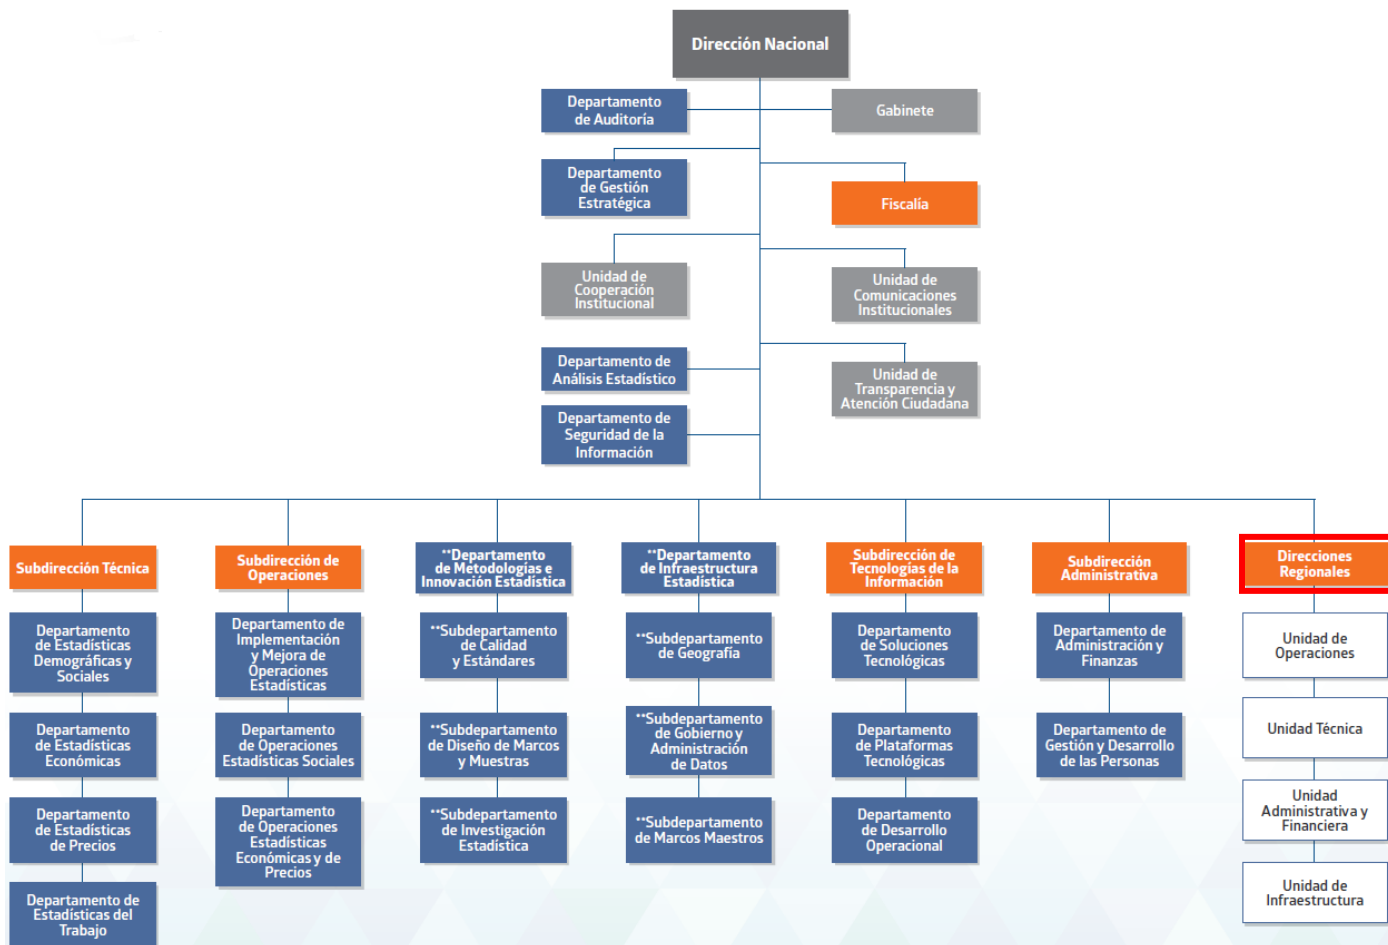 Dirección Nacional
Departamento
de Auditoría
Gabinete
Departamento
de Gestión
Estratégica
Fiscalía
Unidad de
Cooperación
Institucional
Unidad de
Comunicaciones
Institucionales
Departamento de
Análisis Estadístico
Unidad de
Transparencia y
Atención Ciudadana
Departamento de
Seguridad de la
Información
Subdirección Técnica
Departamento
de Estadísticas
Demográficas y
Sociales
Departamento
de Estadísticas
Económicas
Departamento
de Estadísticas
de Precios
Departamento de
Estadísticas del
Trabajo
Subdirección de
Operaciones
Departamento de
Implementación
y Mejora de
Operaciones
Estadísticas
Departamento
de Operaciones
Estadísticas Sociales
Departamento
de Operaciones
Estadísticas
Económicas y de
Precios
**Departamento
de Metodologías e
Innovación Estadística
**Subdepartamento
de Calidad
y Estándares
**Subdepartamento
de Diseño de Marcos
y Muestras
**Subdepartamento
de Investigación
Estadística
**Departamento
de Infraestructura
Estadística
**Subdepartamento
de Geografía
**Subdepartamento
de Gobierno y
Administración
de Datos
**Subdepartamento
de Marcos Maestros
Subdirección de
Tecnologías de la
Información
Departamento
de Soluciones
Tecnológicas
Departamento
de Plataformas
Tecnológicas
Departamento
de Desarrollo
Operacional
Subdirección
Administrativa
Departamento de
Administración y
Finanzas
Departamento de
Gestión y Desarrollo
de las Personas
Direcciones
Regionales
Unidad de
Operaciones
Unidad Técnica
Unidad
Administrativa y
Financiera
Unidad de
Infraestructura